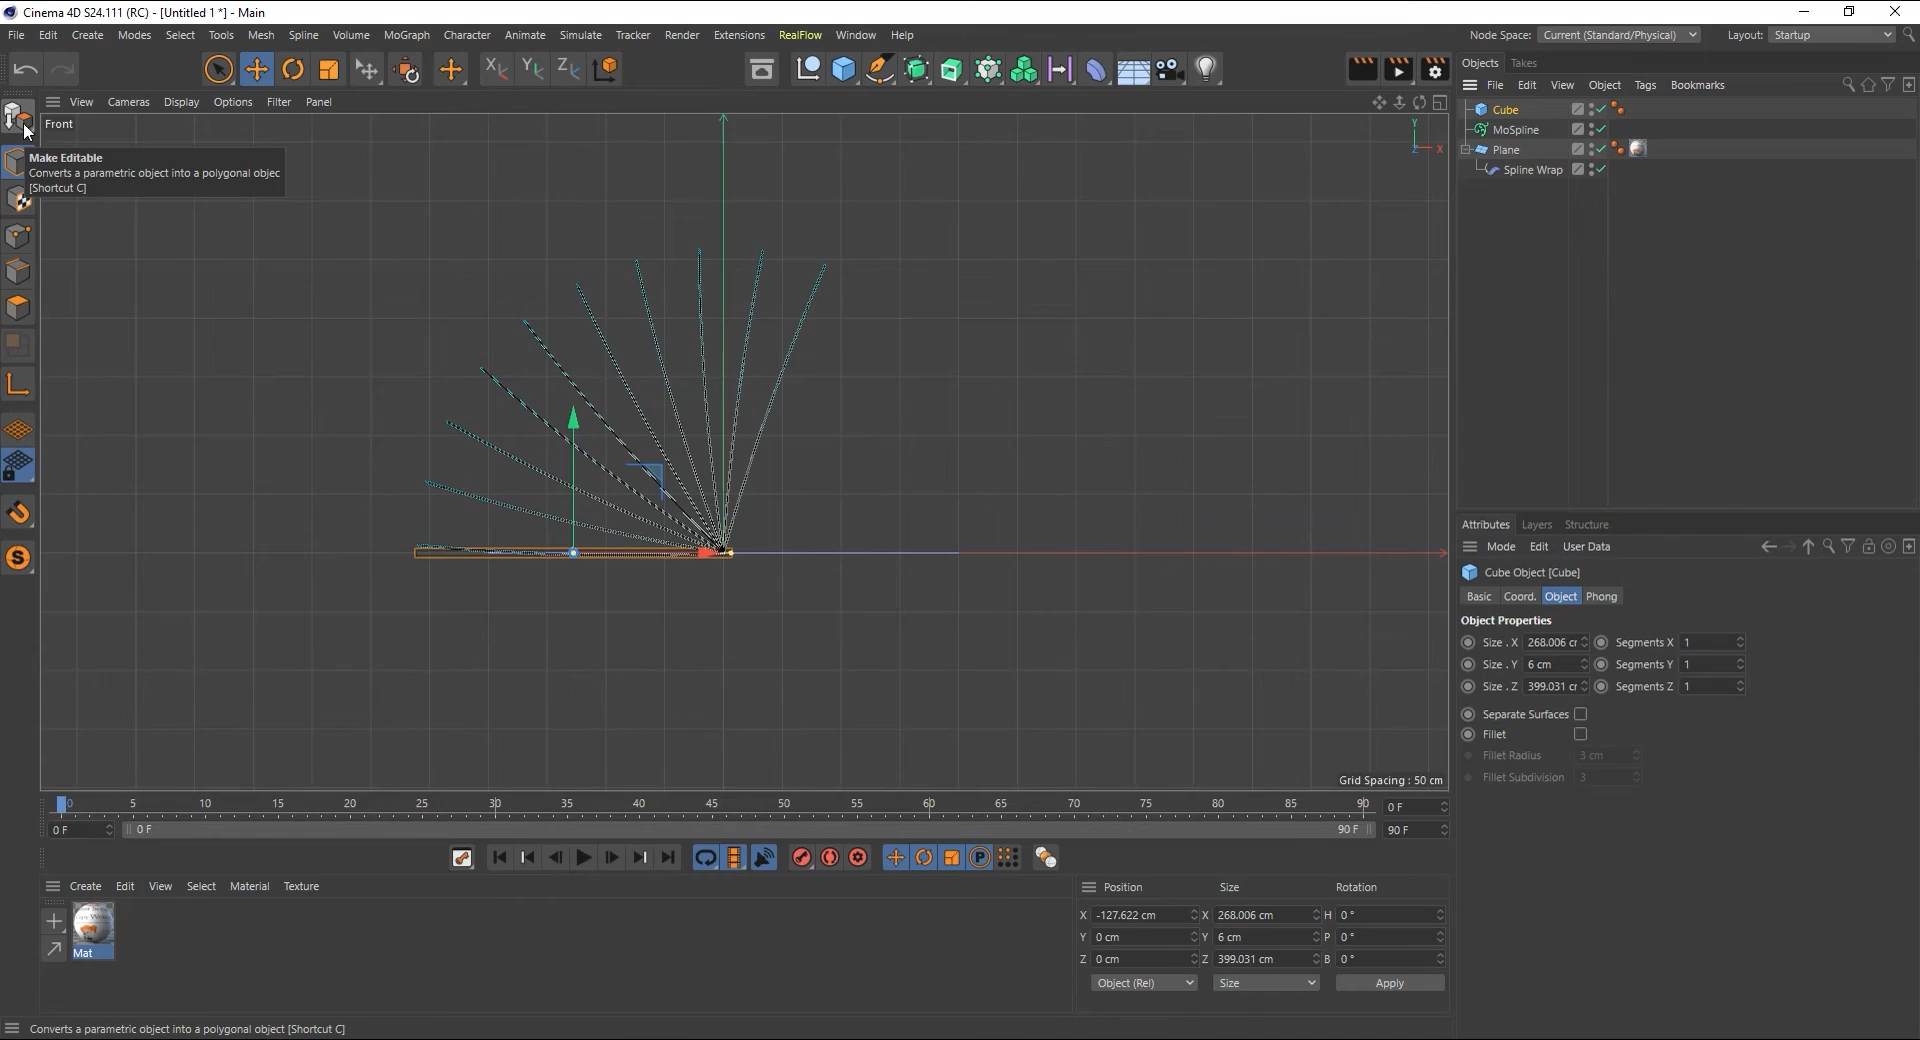 Cinema 4D S24.111 (RC) - [Untitled 1 *] - Main
File Edit Create Modes Select Tools Mesh Spline Volume MoGraph Character Animate Simulate Tracker Render Extensions RealFlow Window Help
Node Space: Current (Standard/Physical) Layout: Startup
X Y Z
Objects Takes
File Edit View Object Tags Bookmarks
View Cameras Display Options Filter Panel
Front
Make Editable
Converts a parametric object into a polygonal objec
[Shortcut C]
Y
Z X
Grid Spacing : 50 cm
Cube
MoSpline
Plane
Spline Wrap
Attributes Layers Structure
Mode Edit User Data
Cube Object [Cube]
Basic Coord. Object Phong
Object Properties
Size . X 268.006 cr Segments X 1
Size . Y 6 cm Segments Y 1
Size . Z 399.031 cr Segments Z 1
Separate Surfaces
Fillet
Fillet Radius 3 cm
Fillet Subdivision 3
0 5 10 15 20 25 30 35 40 45 50 55 60 65 70 75 80 85 90 0 F
0 F 0 F 90 F 90 F
P
Create Edit View Select Material Texture
Mat
Position Size Rotation
X -127.622 cm X 268.006 cm H 0 °
Y 0 cm Y 6 cm P 0 °
Z 0 cm Z 399.031 cm B 0 °
Object (Rel) Size Apply
Converts a parametric object into a polygonal object [Shortcut C]